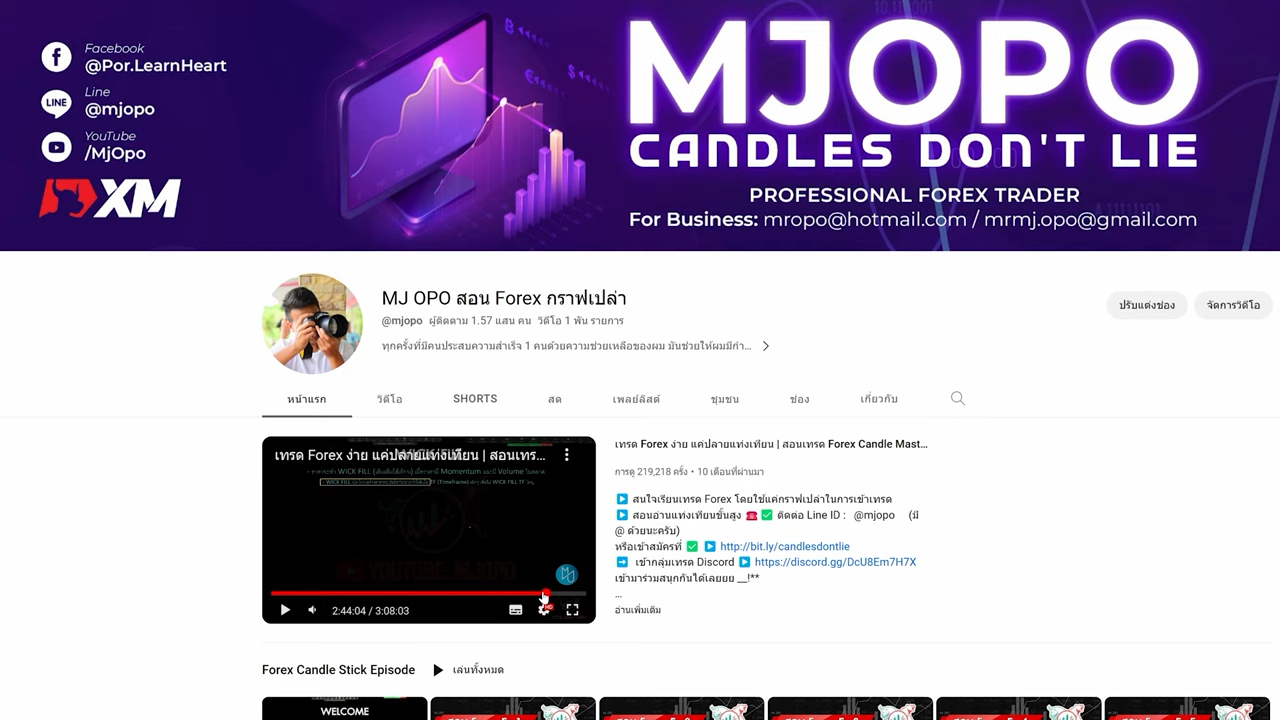 Facebook
@Por.LearnHeart
Line
LINE
@mjopo
YouTube
/MjOpo
XM
MJOPO
CANDLES DON'T LIE
PROFESSIONAL FOREX TRADER
For Business: mropo@hotmail.com / mrmj.opo@gmail.com
MJ OPO สอน Forex กราฟเปล่า
@mjopo ผู้ติดตาม 1.57 แสน คน วิดีโอ 1 พัน รายการ
ทุกครั้งที่มีคนประสบความสำเร็จ 1 คนด้วยความช่วยเหลือของผม มันช่วยให้ผมมีกำ...
ปรับแต่งช่อง
จัดการวิดีโอ
หน้าแรก
วิดีโอ
SHORTS
สด
เพลย์ลิสต์
ชุมชน
ช่อง
เกี่ยวกับ
เทรด Forex ง่าย แค่ปลายแท่งเทียน | สอนเทร...
YOUTUBE MJOPO
2:44:04 / 3:08:03
HD
เทรด Forex ง่าย แค่ปลายแท่งเทียน | สอนเทรด Forex Candle Mast...
การดู 219,218 ครั้ง • 10 เดือนที่ผ่านมา
▶️ สนใจเรียนเทรด Forex โดยใช้แค่กราฟเปล่าในการเข้าเทรด
▶️ สอนอ่านแท่งเทียนขั้นสูง ☎️ ✅ ติดต่อ Line ID : @mjopo (มี
@ ด้วยนะครับ)
หรือเข้าสมัครที่ ✅ ▶️ http://bit.ly/candlesdontlie
➡️ เข้ากลุ่มเทรด Discord ▶️ https://discord.gg/DcU8Em7H7X
เข้ามาร่วมสนุกกันได้เลยยย __!**
...
อ่านเพิ่มเติม
Forex Candle Stick Episode
เล่นทั้งหมด
WELCOME